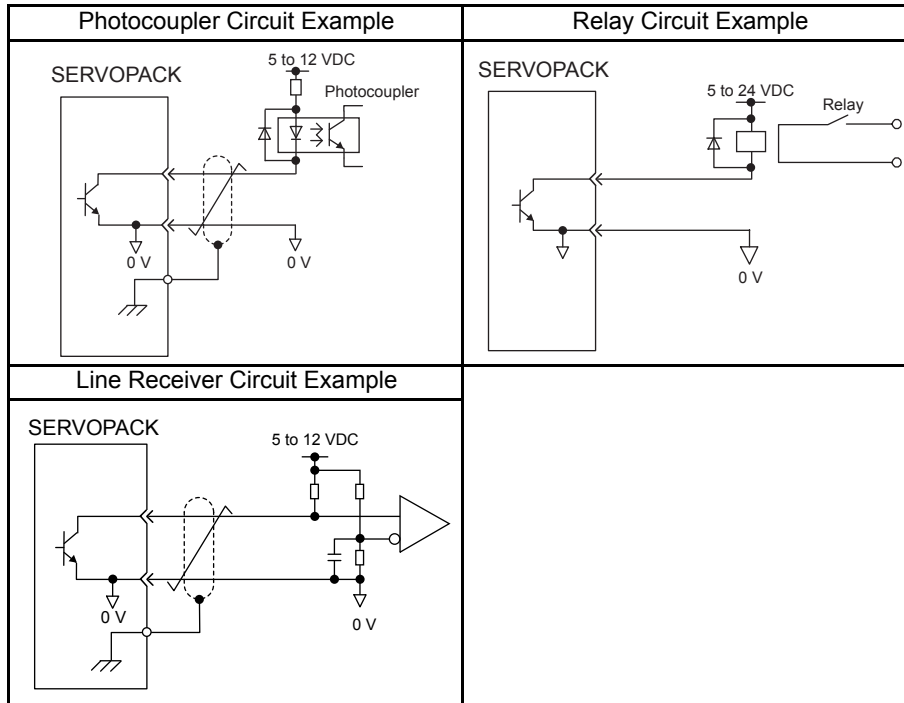 Photocoupler Circuit Example
SERVOPACK
5 to 12 VDC
Photocoupler
0 V
0 V
Relay Circuit Example
SERVOPACK
5 to 24 VDC
Relay
0 V
Line Receiver Circuit Example
SERVOPACK
5 to 12 VDC
0 V
0 V